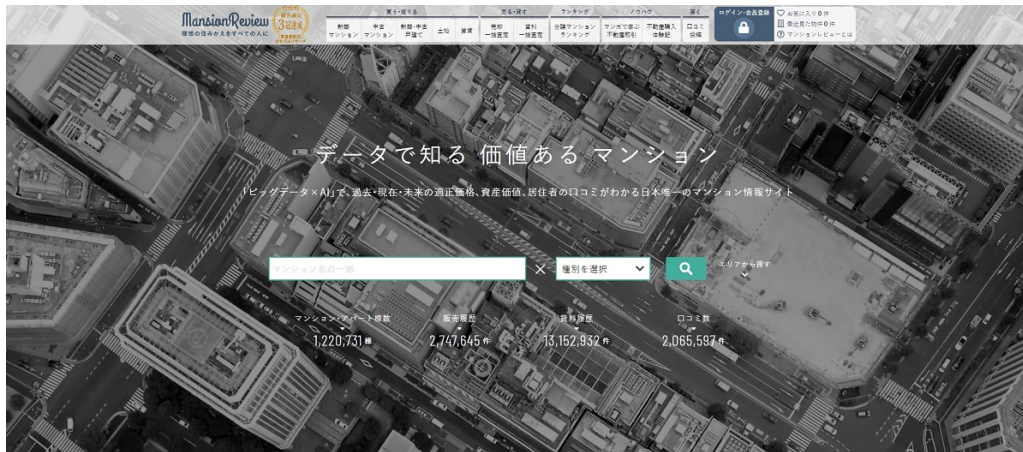 MansionReview
理想の住みかえをすべての人に
3冠達成
買う・借りる
新築
マンション
中古
マンション
新築・中古
戸建て
土地
賃貸
売る・貸す
売却
一括査定
賃料
一括査定
ランキング
分譲マンション
ランキング
ノウハウ
マンガで学ぶ
不動産取引
不動産購入
体験記
書く
口コミ
投稿
ログイン・会員登録
お気に入り0件
最近見た物件0件
マンションレビューとは
データで知る 価値ある マンション
「ビッグデータ×AI」で、過去・現在・未来の適正価格、資産価値、居住者の口コミがわかる日本唯一のマンション情報サイト
マンション名の一部
×
種別を選択
エリアから探す
マンション・アパート棟数
1,220,731 棟
販売履歴
2,747,645 件
賃料履歴
13,152,932 件
口コミ数
2,065,597 件